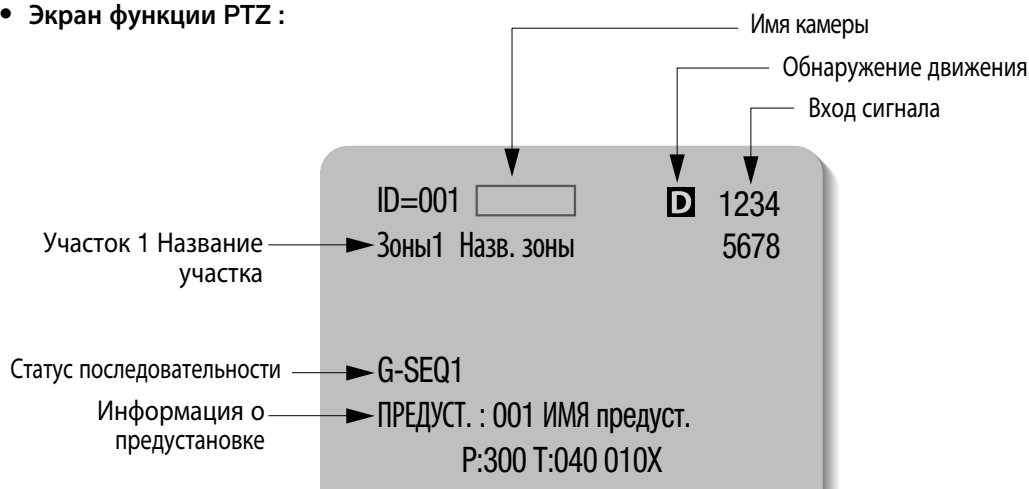 • Экран функции PTZ :
Имя камеры
Обнаружение движения
Вход сигнала
ID=001
D 1234
Участок 1 Название
участка
Зоны1 Назв. зоны
5678
Статус последовательности
G-SEQ1
Информация о
предустановке
ПРЕДУСТ. : 001 ИМЯ предуст.
P:300 T:040 010X